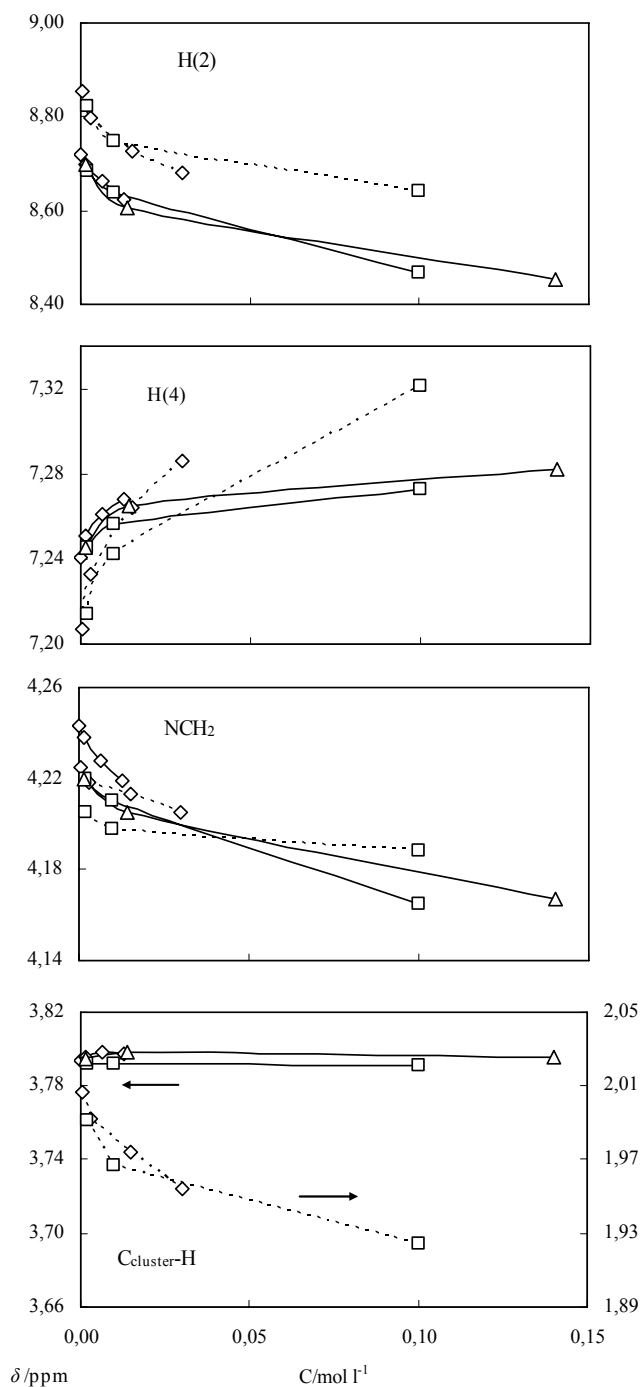 9,00
H(2)
8,80
8,60
8,40
7,32
H(4)
7,28
7,24
7,20
4,26
NCH2
4,22
4,18
4,14
3,82 2,05
3,78 2,01
3,74 1,97
3,70 1,93
Ccluster-H
3,66 1,89
0,00 0,05 0,10 0,15
δ/ppm C/mol l-1